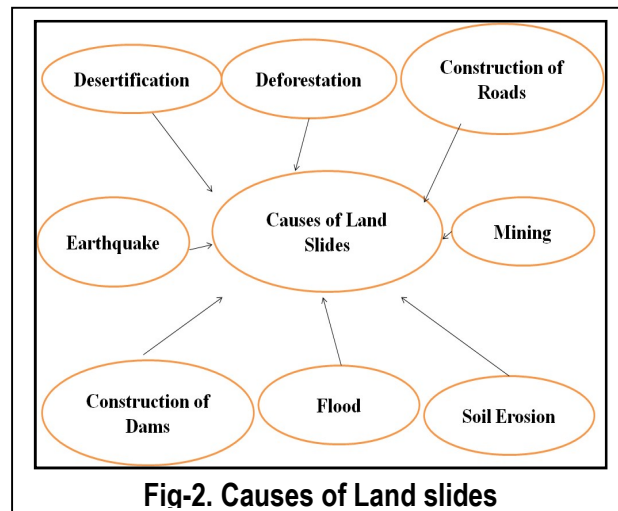 Desertification
Deforestation
Construction of
Roads
Earthquake
Causes of Land
Slides
Mining
Construction of
Dams
Flood
Soil Erosion
Fig-2. Causes of Land slides